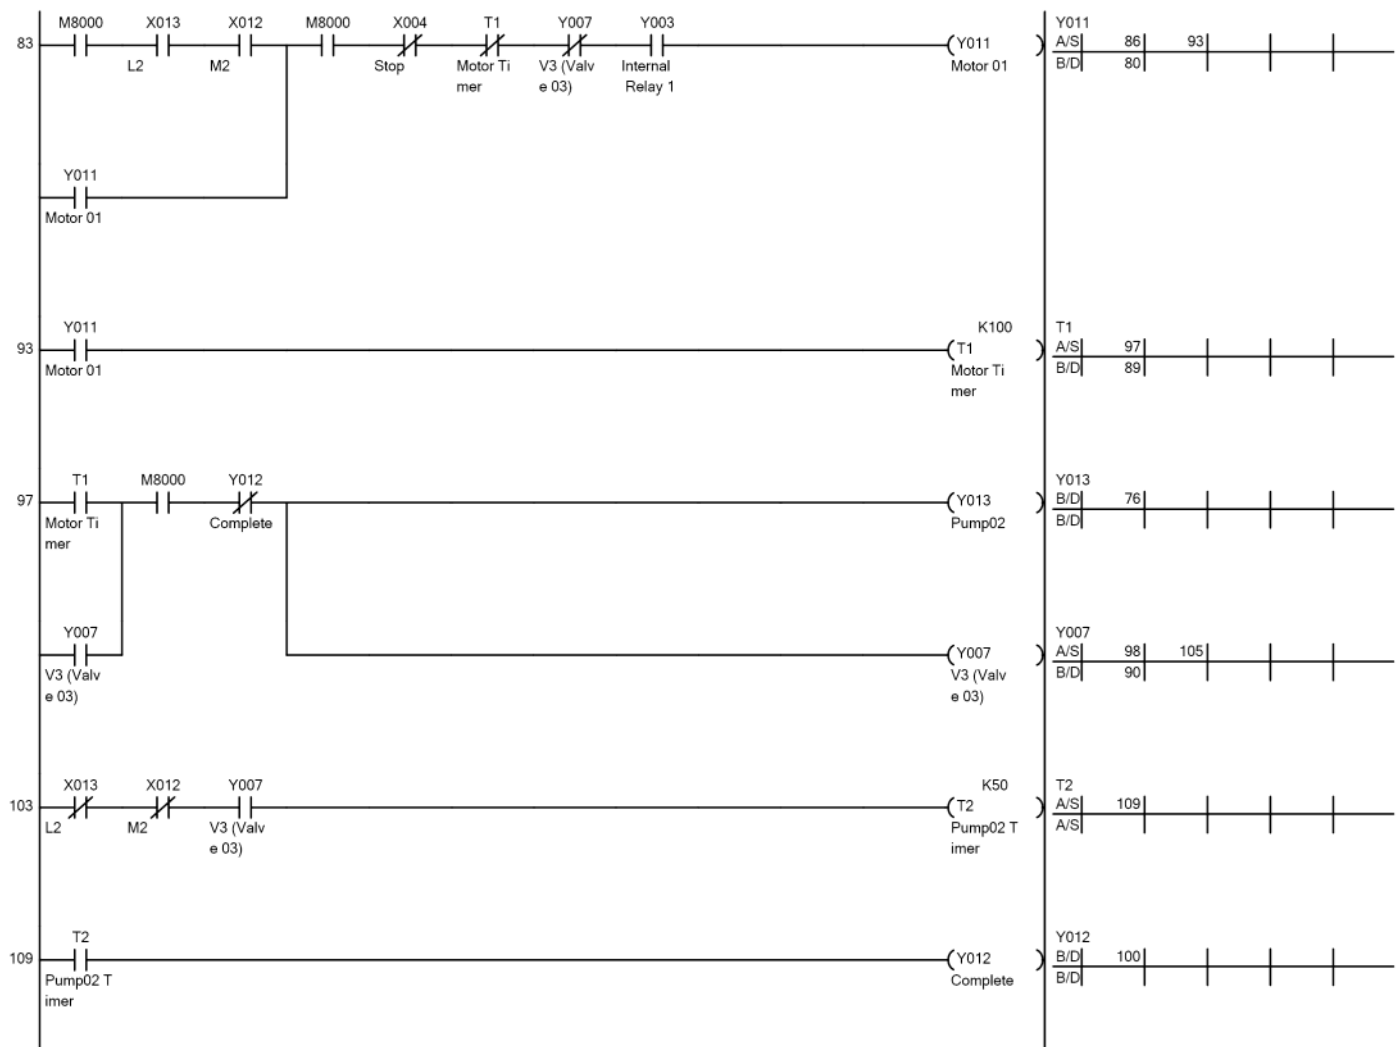 M8000 X013 X012 M8000 X004 T1 Y007 Y003 Y011
83 (Y011 ) A/S 86 93
L2 M2 Stop Motor Ti V3 (Valv Internal Motor 01 B/D 80
mer e 03) Relay 1
Y011
Motor 01
Y011 K100 T1
93 (T1 ) A/S 97
Motor 01 Motor Ti B/D 89
mer
T1 M8000 Y012 Y013
97 (Y013 ) B/D 76
Motor Ti Complete Pump02 B/D
mer
Y007 Y007
(Y007 ) A/S 98 105
V3 (Valv V3 (Valv B/D 90
e 03) e 03)
X013 X012 Y007 K50 T2
103 (T2 ) A/S 109
L2 M2 V3 (Valv Pump02 T A/S
e 03) imer
T2 Y012
109 (Y012 ) B/D 100
Pump02 T Complete B/D
imer